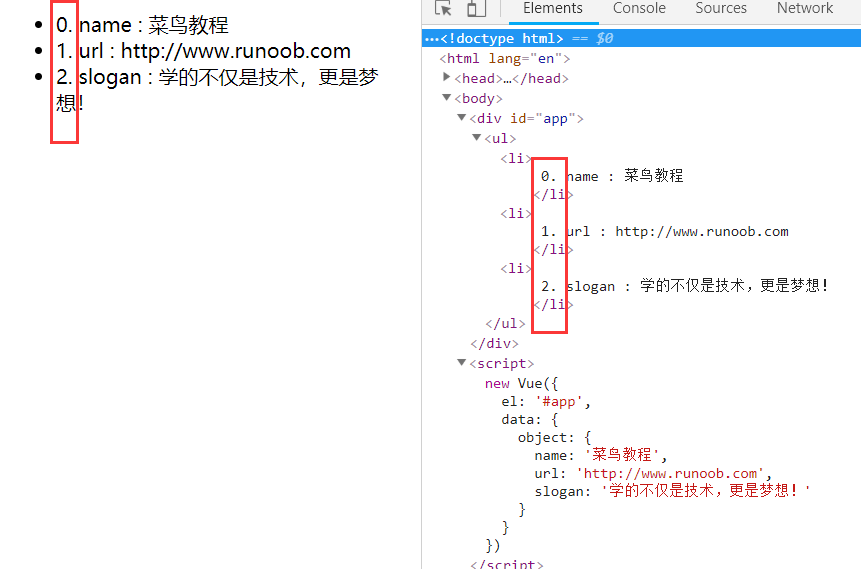 0. name : 菜鸟教程
1. url : http://www.runoob.com
2. slogan : 学的不仅是技术，更是梦
想！
Elements Console Sources Network
•••<!doctype html> == $0
<html lang="en">
<head>…</head>
<body>
<div id="app">
<ul>
<li>
0. name : 菜鸟教程
</li>
<li>
1. url : http://www.runoob.com
</li>
<li>
2. slogan : 学的不仅是技术，更是梦想！
</li>
</ul>
</div>
<script>
new Vue({
el: '#app',
data: {
object: {
name: '菜鸟教程',
url: 'http://www.runoob.com',
slogan: '学的不仅是技术，更是梦想！'
}
}
})
</script>